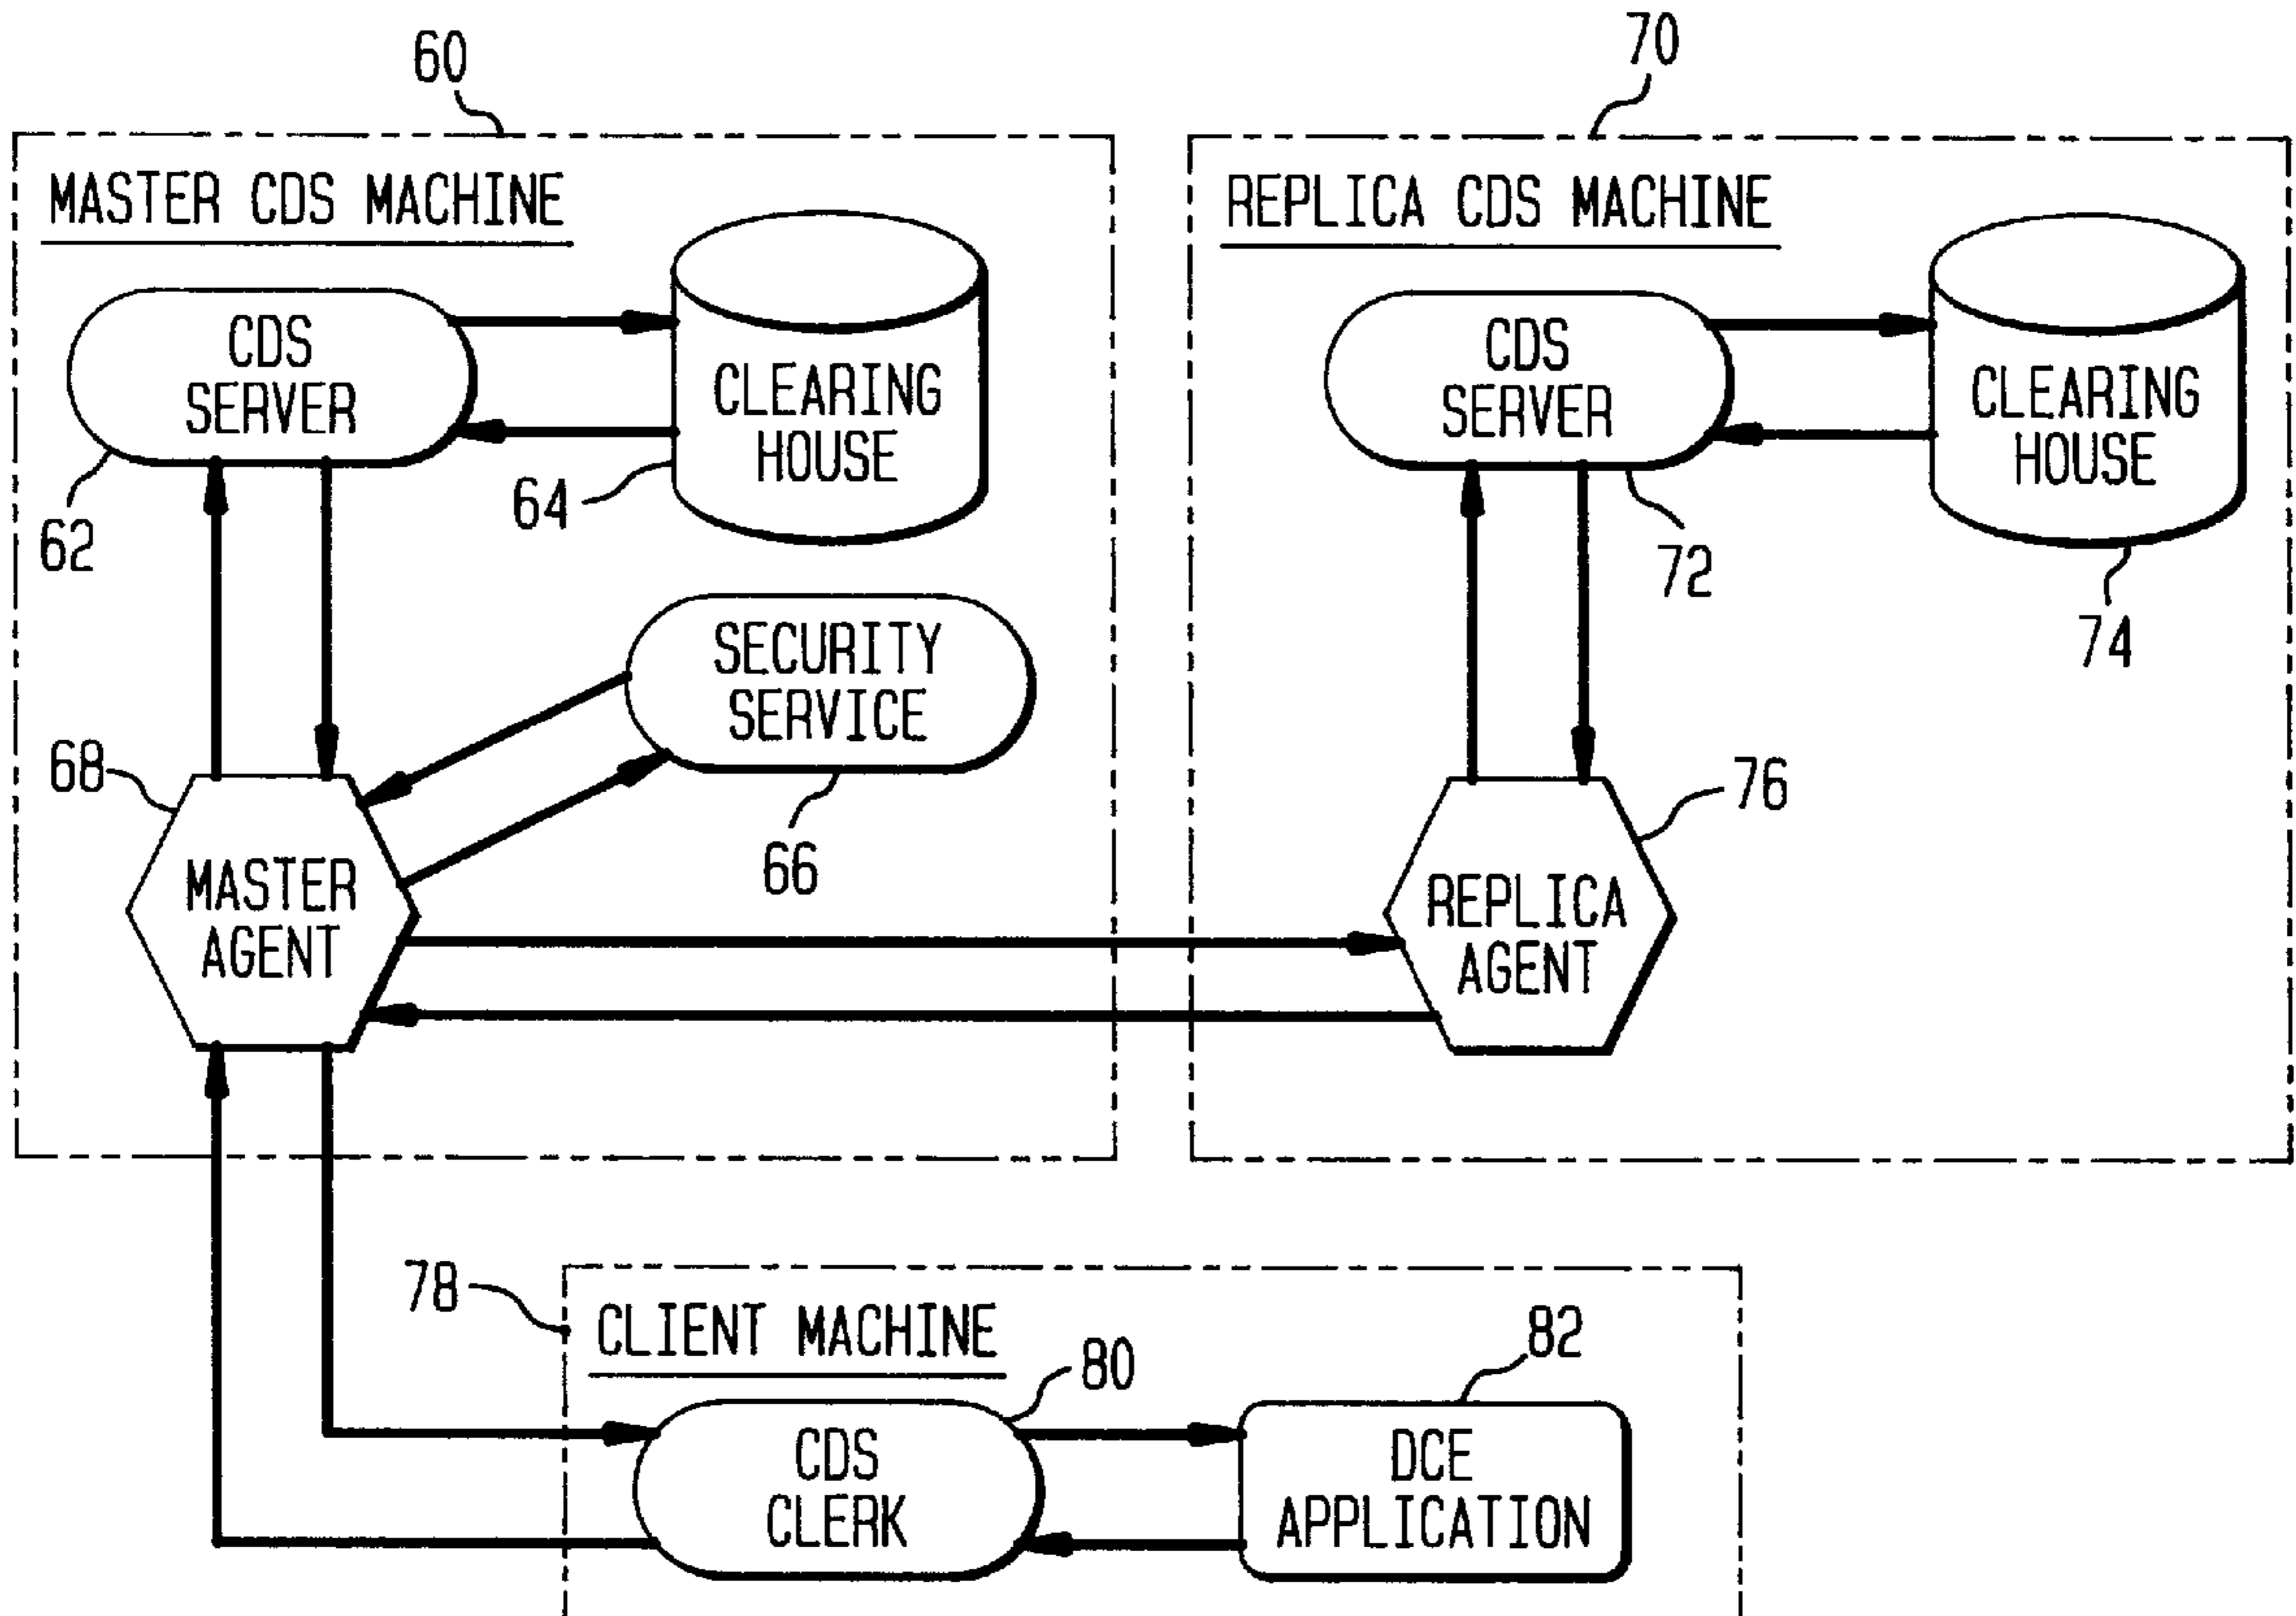 60
70
MASTER CDS MACHINE
REPLICA CDS MACHINE
CDS
SERVER
CLEARING
HOUSE
62
64
CDS
SERVER
CLEARING
HOUSE
72
74
SECURITY
SERVICE
66
68
MASTER
AGENT
76
REPLICA
AGENT
78
CLIENT MACHINE
80
82
CDS
CLERK
DCE
APPLICATION